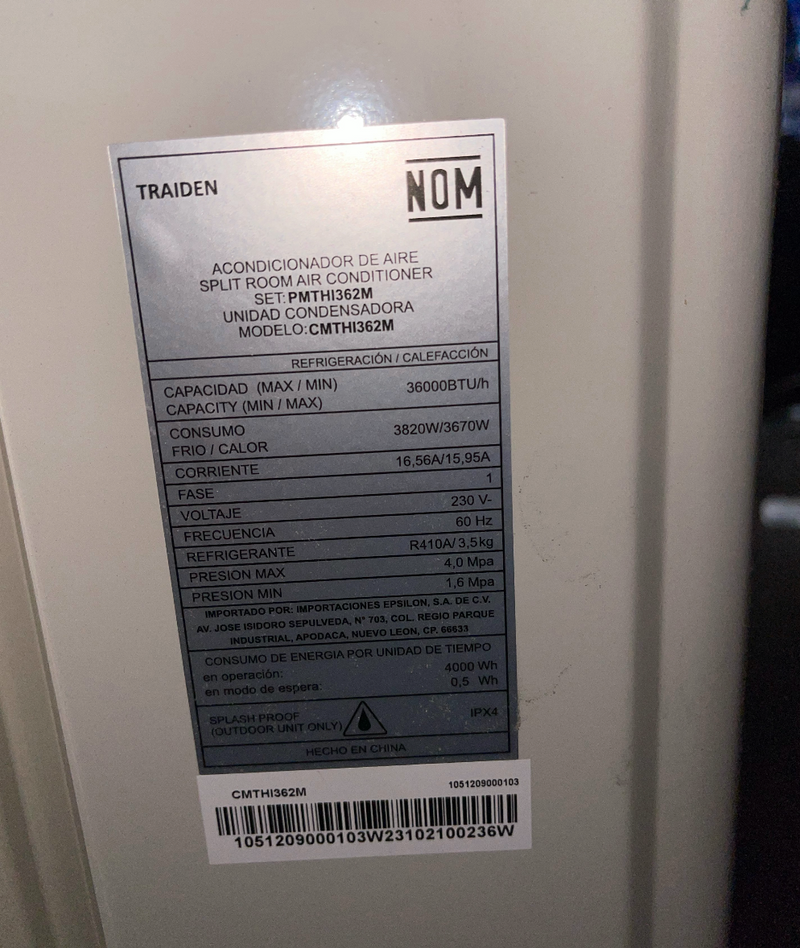 TRAIDEN
NOM
ACONDICIONADOR DE AIRE
SPLIT ROOM AIR CONDITIONER
SET:PMTHI362M
UNIDAD CONDENSADORA
MODELO:CMTHI362M
REFRIGERACIÓN / CALEFACCIÓN
CAPACIDAD (MAX / MIN) 36000BTU/h
CAPACITY (MIN / MAX)
CONSUMO 3820W/3670W
FRIO / CALOR
CORRIENTE 16,56A/15,95A
FASE 1
VOLTAJE 230 V-
FRECUENCIA 60 Hz
REFRIGERANTE R410A/3,5kg
PRESION MAX 4,0 Mpa
PRESION MIN 1,6 Mpa
IMPORTADO POR: IMPORTACIONES EPSILON, S.A. DE C.V.
AV. JOSE ISIDORO SEPULVEDA, N° 703, COL. REGIO PARQUE
INDUSTRIAL, APODACA, NUEVO LEON, CP. 66633
CONSUMO DE ENERGIA POR UNIDAD DE TIEMPO
en operación: 4000 Wh
en modo de espera: 0,5 Wh
SPLASH PROOF IPX4
(OUTDOOR UNIT ONLY)
HECHO EN CHINA
CMTHI362M 1051209000103
1051209000103W23102100236W